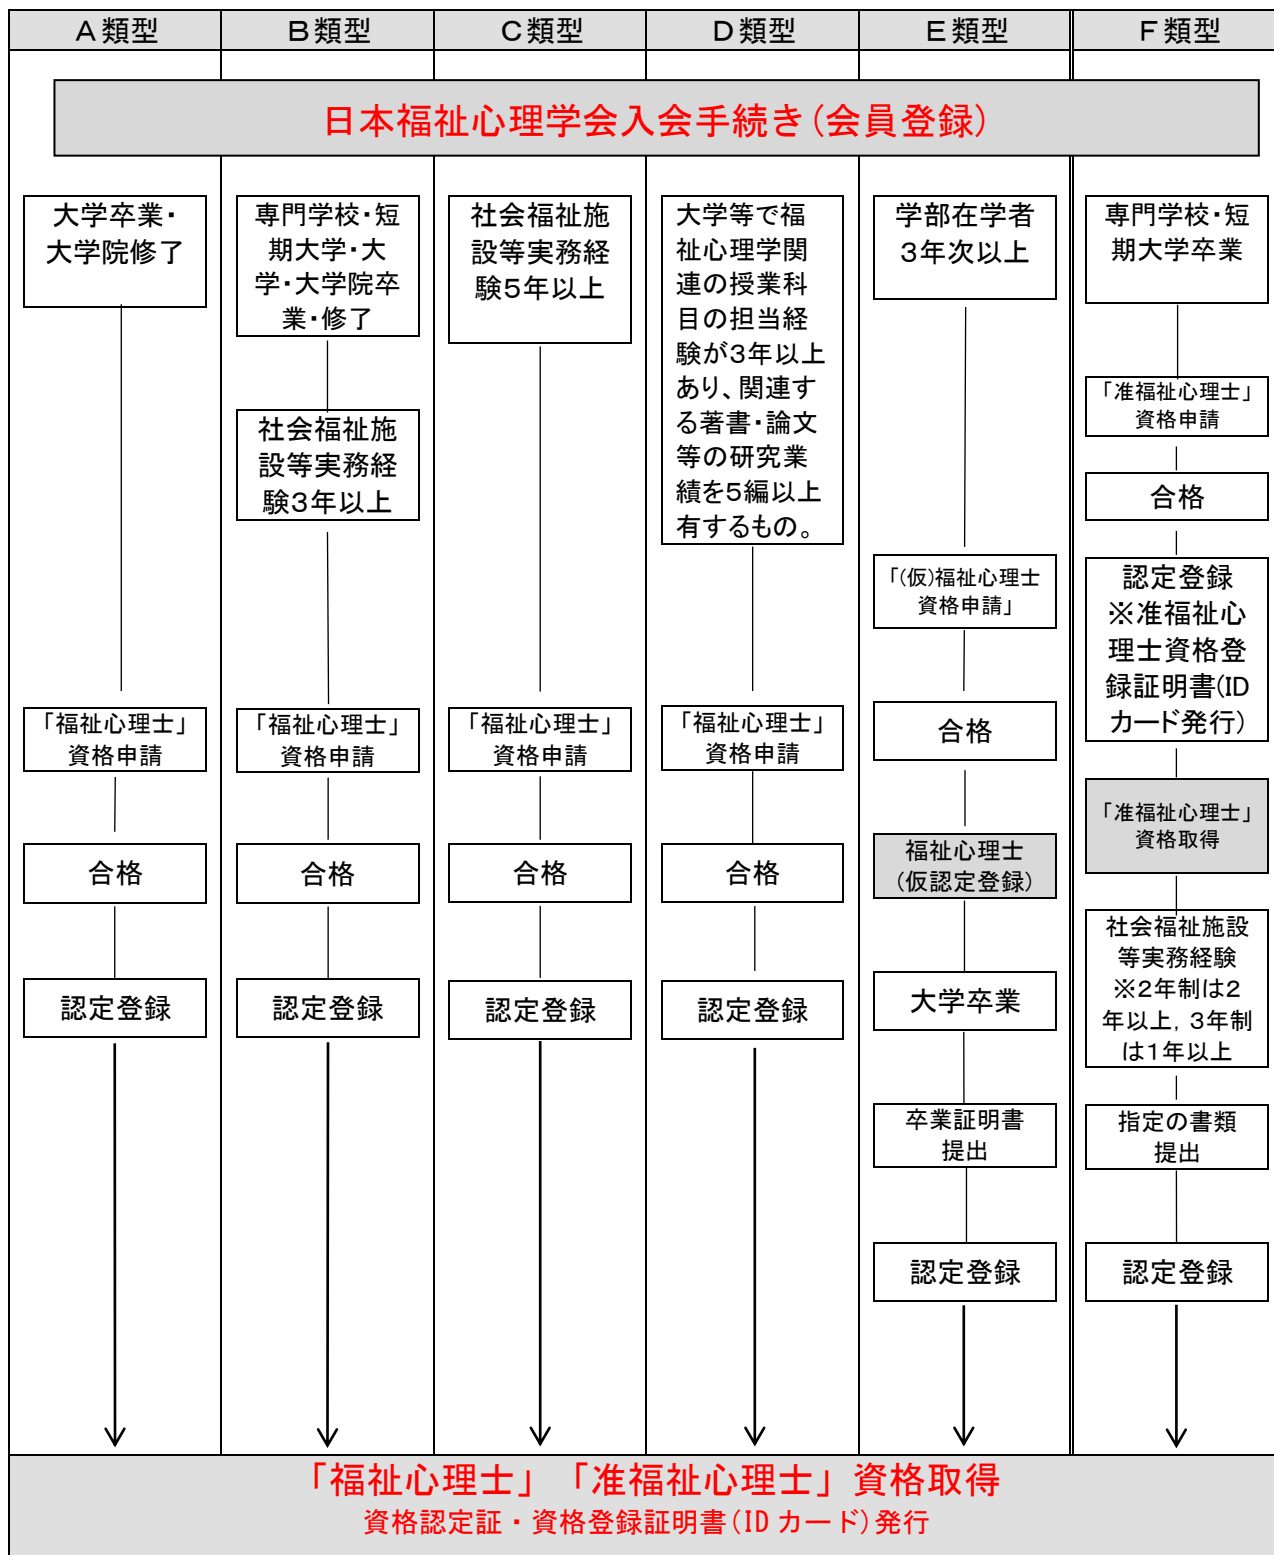 A類型
B類型
C類型
D類型
E類型
F類型
日本福祉心理学会入会手続き(会員登録)
大学卒業・
大学院修了
「福祉心理士」
資格申請
合格
認定登録
専門学校・短
期大学・大
学・大学院卒
業・修了
社会福祉施
設等実務経
験3年以上
「福祉心理士」
資格申請
合格
認定登録
社会福祉施
設等実務経
験5年以上
「福祉心理士」
資格申請
合格
認定登録
大学等で福
祉心理学関
連の授業科
目の担当経
験が3年以上
あり、関連す
る著書・論文
等の研究業
績を5編以上
有するもの。
「福祉心理士」
資格申請
合格
認定登録
学部在学者
3年次以上
「(仮)福祉心理士
資格申請」
合格
福祉心理士
(仮認定登録)
大学卒業
卒業証明書
提出
認定登録
専門学校・短
期大学卒業
「准福祉心理士」
資格申請
合格
認定登録
※准福祉心
理士資格登
録証明書(ID
カード発行)
「准福祉心理士」
資格取得
社会福祉施設
等実務経験
※2年制は2
年以上，3年制
は1年以上
指定の書類
提出
認定登録
「福祉心理士」「准福祉心理士」資格取得
資格認定証・資格登録証明書(IDカード)発行